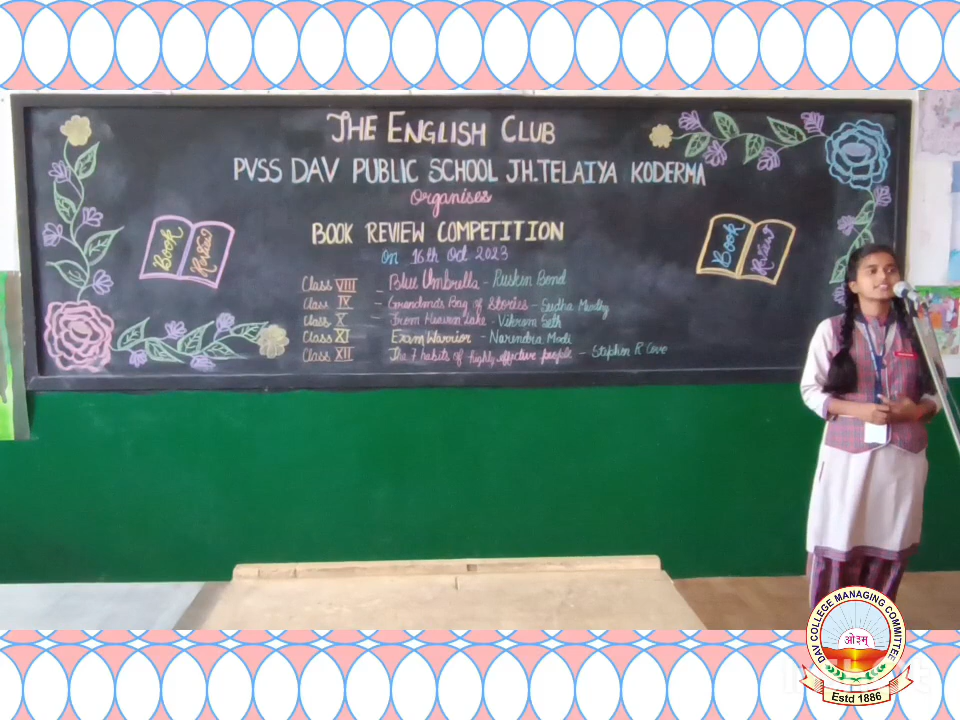 THE ENGLISH CLUB
PVSS DAV PUBLIC SCHOOL JH.TELAIYA KODERMA
Organises
BOOK REVIEW COMPETITION
On 16th Oct 2023
Book Review
Book Review
Class VIII - Blue Umbrella - Ruskin Bond
Class IV - Grandma's Bag of Stories - Sudha Murthy
Class X - From Heaven Lake - Vikram Seth
Class XI Exam Warrior - Narendra Modi
Class XII The 7 habits of highly effective people - Stephen R Cove
DAV COLLEGE MANAGING COMMITTEE
ओ३म्
Estd 1886